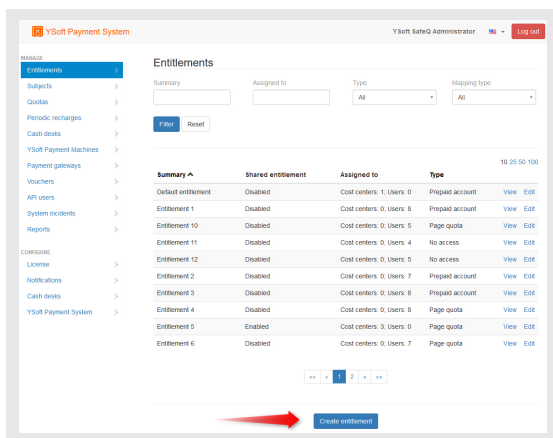 YSoft Payment System
YSoft SafeQ Administrator
Log out
MANAGE
Entitlements
Subjects
Quotas
Periodic recharges
Cash desks
YSoft Payment Machines
Payment gateways
Vouchers
API users
System incidents
Reports
CONFIGURE
License
Notifications
Cash desks
YSoft Payment System
Entitlements
Summary Assigned to Type Mapping type
All All
Filter Reset
10 25 50 100
Summary Shared entitlement Assigned to Type
Default entitlement Disabled Cost centers: 1; Users: 0 Prepaid account View Edit
Entitlement 1 Disabled Cost centers: 0; Users: 8 Prepaid account View Edit
Entitlement 10 Disabled Cost centers: 0; Users: 5 Page quota View Edit
Entitlement 11 Disabled Cost centers: 0; Users: 4 No access View Edit
Entitlement 12 Disabled Cost centers: 0; Users: 5 No access View Edit
Entitlement 2 Disabled Cost centers: 0; Users: 7 Prepaid account View Edit
Entitlement 3 Disabled Cost centers: 0; Users: 8 Prepaid account View Edit
Entitlement 4 Disabled Cost centers: 0; Users: 8 Page quota View Edit
Entitlement 5 Enabled Cost centers: 3; Users: 0 Page quota View Edit
Entitlement 6 Disabled Cost centers: 0; Users: 7 Page quota View Edit
«« « 1 2 » »»
Create entitlement